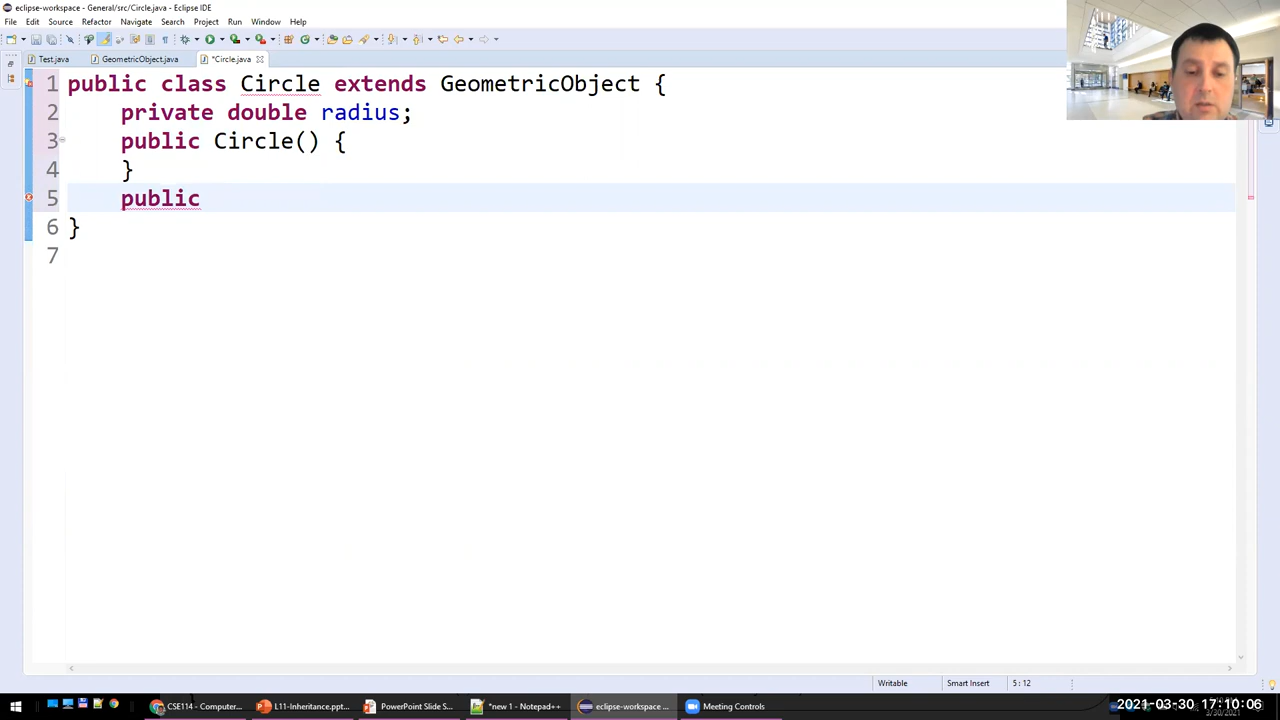 eclipse-workspace - General/src/Circle.java - Eclipse IDE
File Edit Source Refactor Navigate Search Project Run Window Help
Test.java GeometricObject.java *Circle.java
1 public class Circle extends GeometricObject {
2 private double radius;
3 public Circle() {
4 }
5 public
6 }
7
Writable Smart Insert 5 : 12
CSE114 - Computer... L11-Inheritance.ppt... PowerPoint Slide S... *new 1 - Notepad++ eclipse-workspace ... Meeting Controls
2021-03-30 17:10:06
3/30/2021